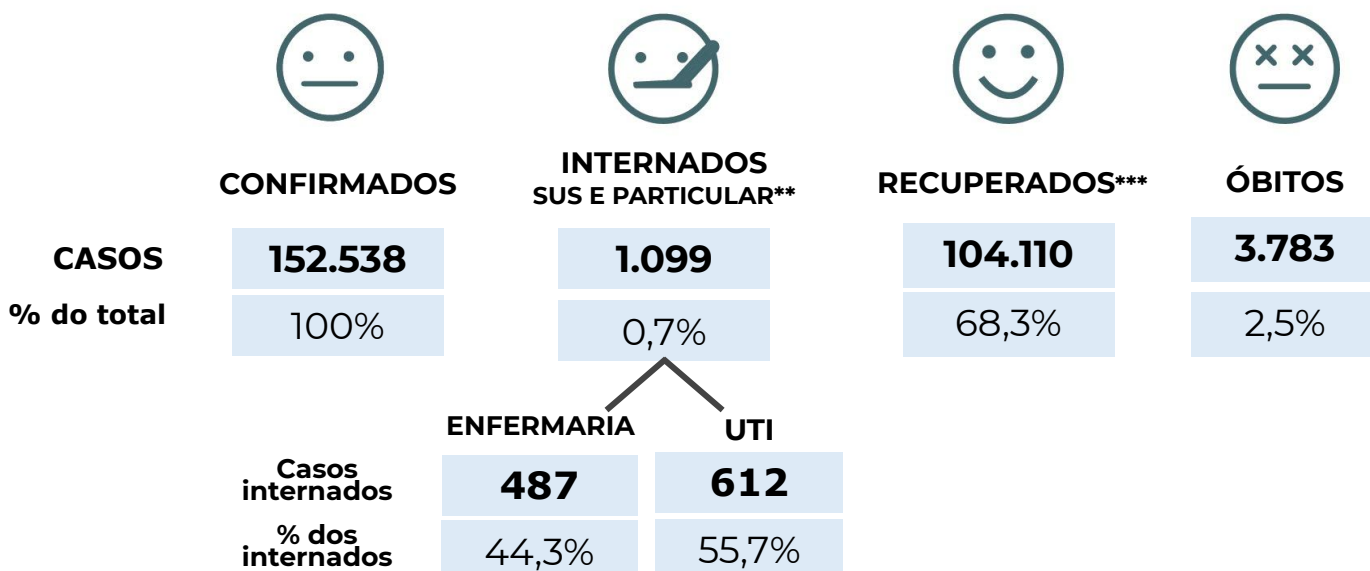 CONFIRMADOS
INTERNADOS
SUS E PARTICULAR**
RECUPERADOS***
ÓBITOS
CASOS 152.538 1.099 104.110 3.783
% do total 100% 0,7% 68,3% 2,5%
ENFERMARIA UTI
Casos
internados
487 612
% dos
internados
44,3% 55,7%